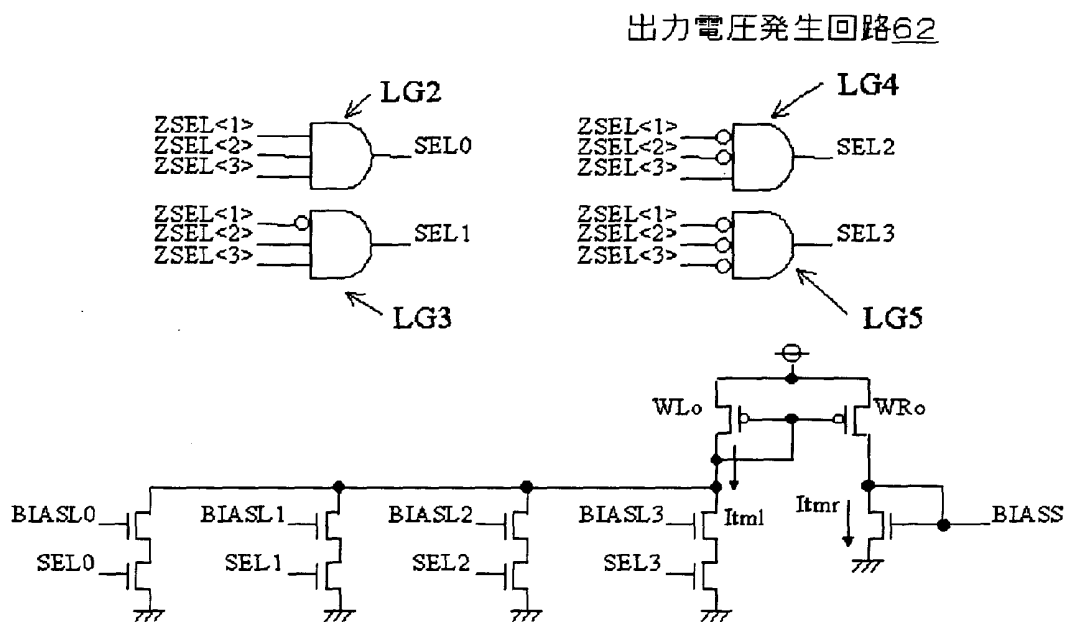 出力電圧発生回路62
LG2
ZSEL<1>
ZSEL<2>
ZSEL<3>
SEL0
LG4
ZSEL<1>
ZSEL<2>
ZSEL<3>
SEL2
ZSEL<1>
ZSEL<2>
ZSEL<3>
SEL1
LG3
ZSEL<1>
ZSEL<2>
ZSEL<3>
SEL3
LG5
WLo
WRo
BIASL0
BIASL1
BIASL2
BIASL3
Itml
Itmr
BIASS
SEL0
SEL1
SEL2
SEL3